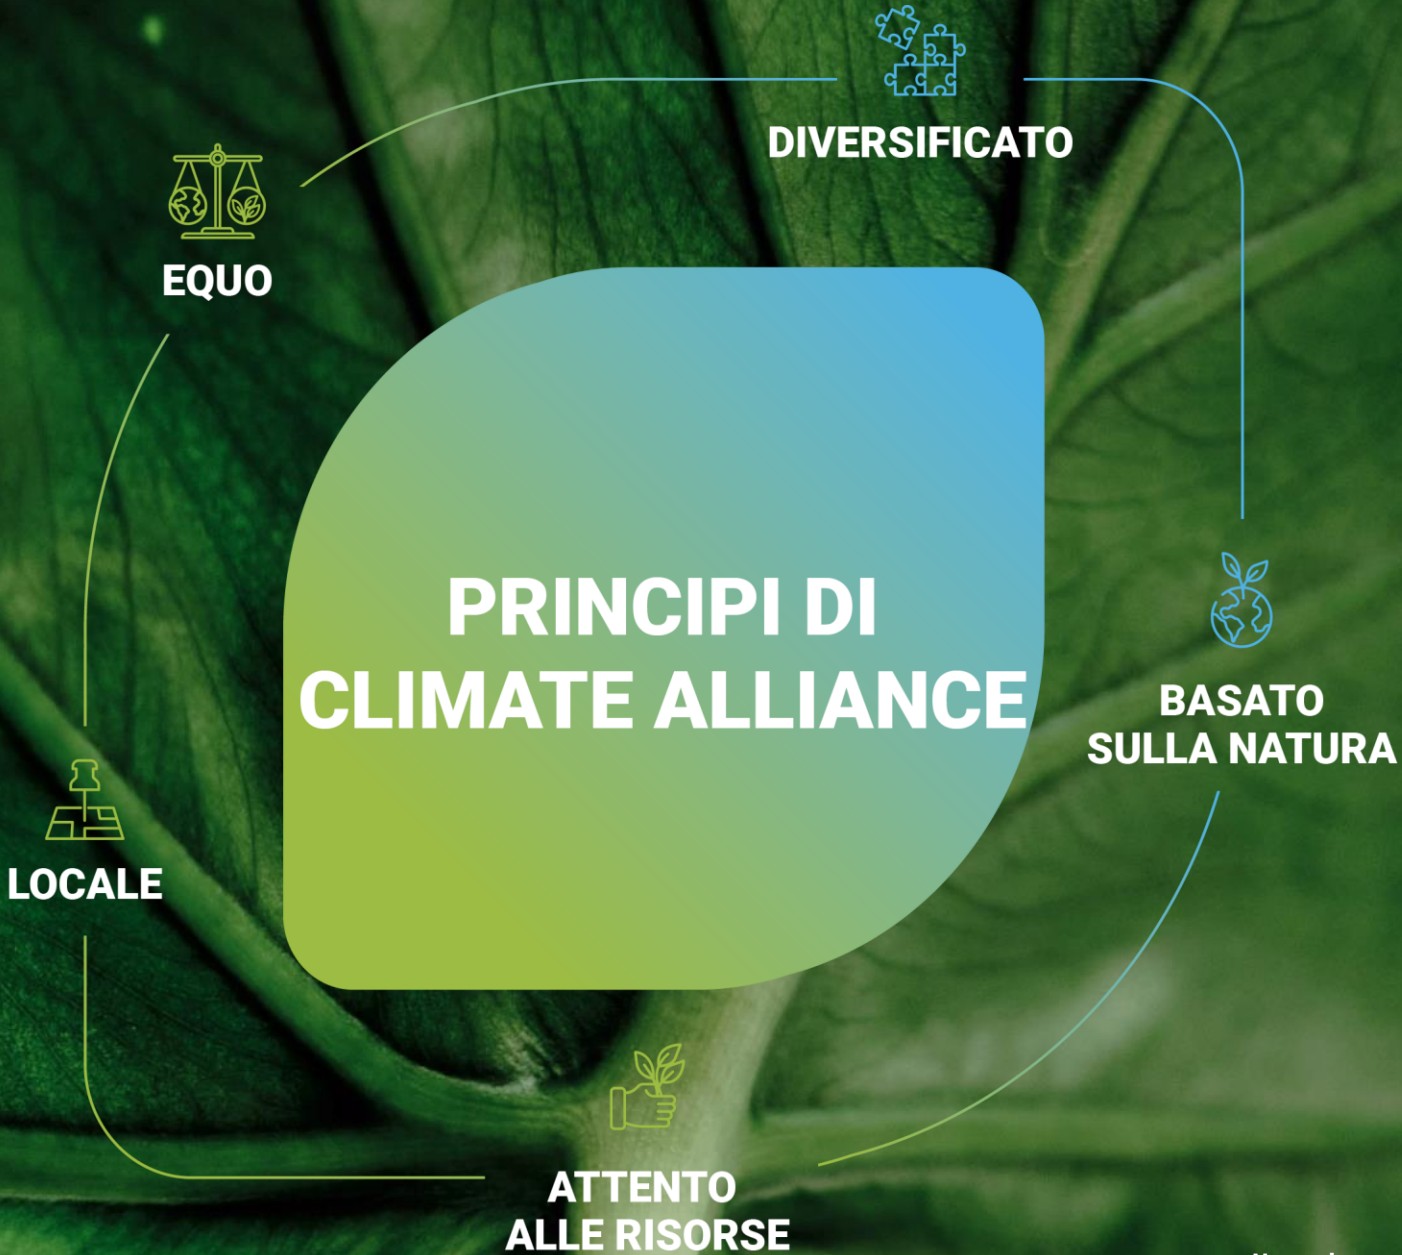 DIVERSIFICATO
EQUO
PRINCIPI DI
CLIMATE ALLIANCE
BASATO
SULLA NATURA
LOCALE
ATTENTO
ALLE RISORSE